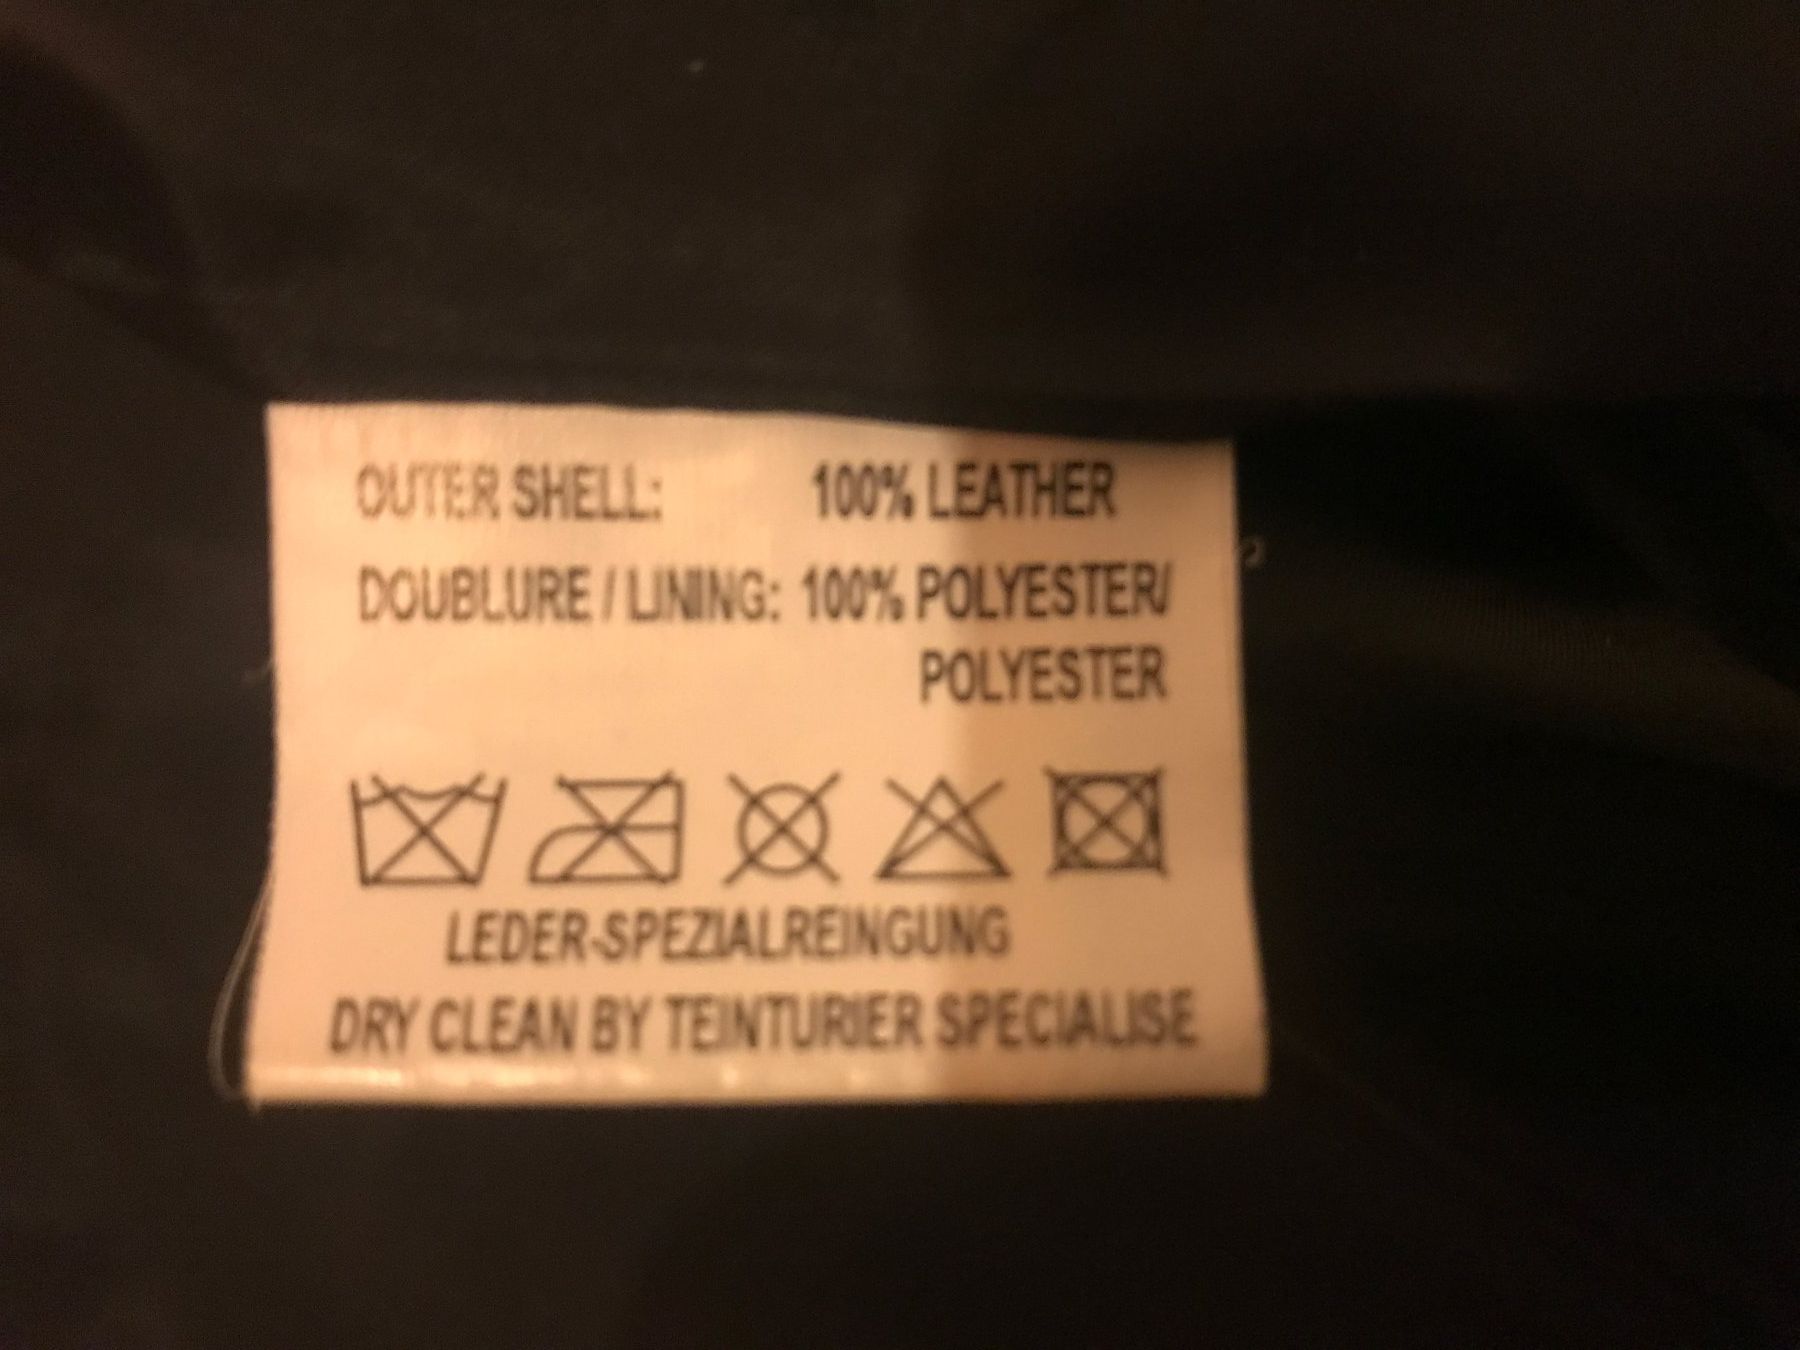 OUTER SHELL: 100% LEATHER
DOUBLURE / LINING: 100% POLYESTER/
POLYESTER
LEDER-SPEZIALREINGUNG
DRY CLEAN BY TEINTURIER SPECIALISE